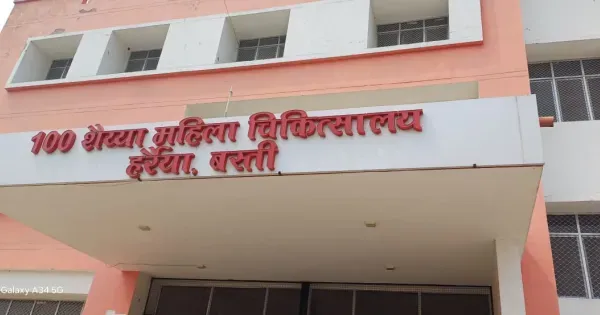 100 शैय्या महिला चिकित्सालय
हर्रैया, बस्ती
Galaxy A34 5G